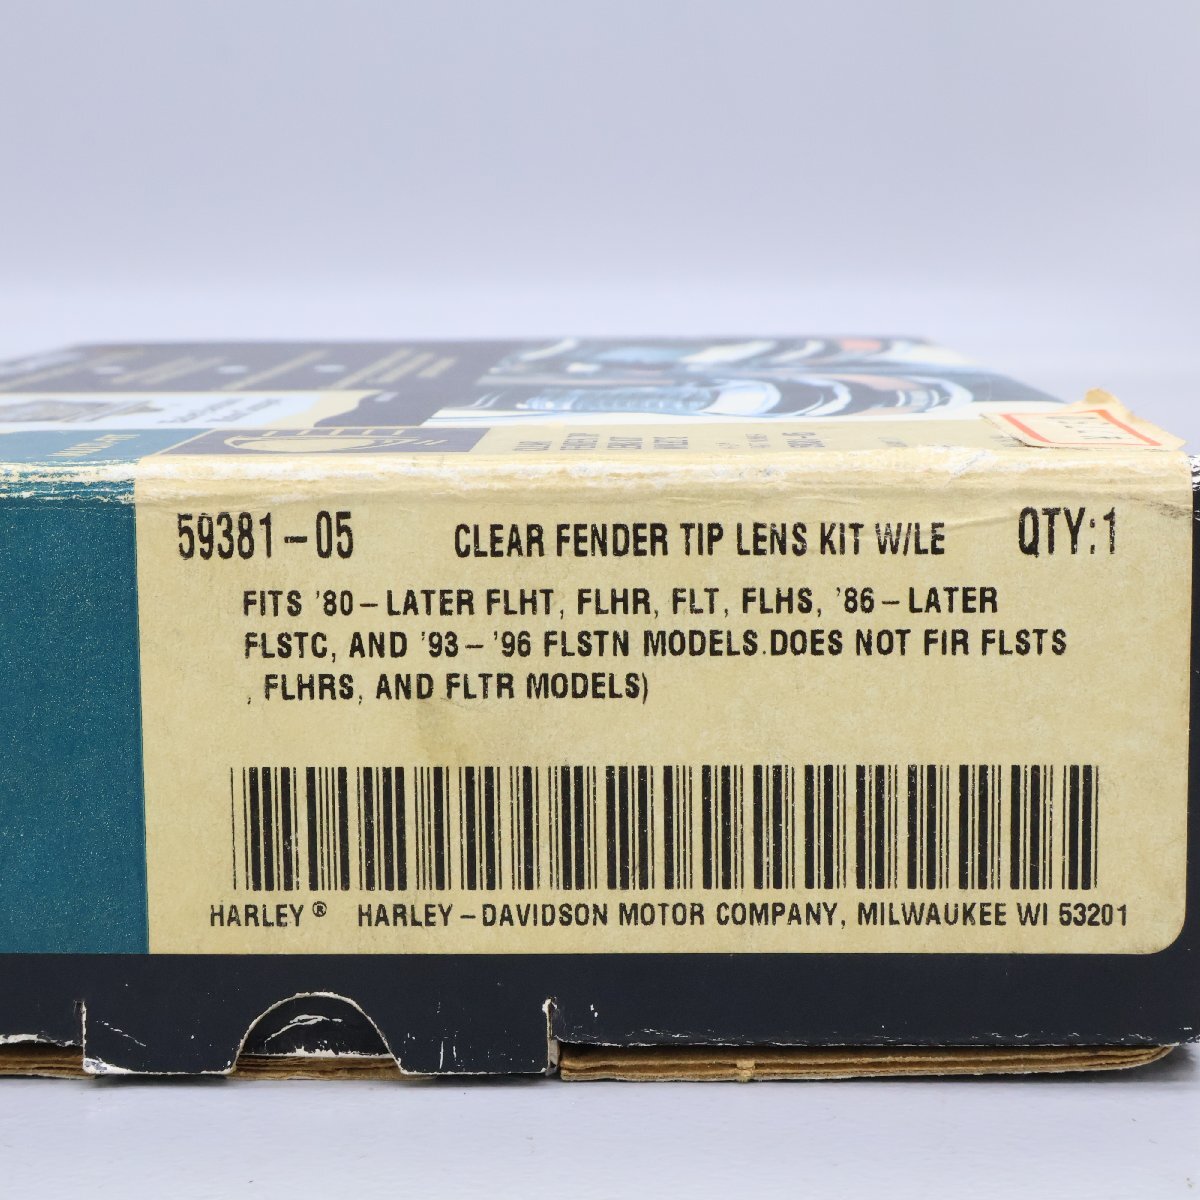 59381-05 CLEAR FENDER TIP LENS KIT W/LE QTY:1
FITS '80-LATER FLHT, FLHR, FLT, FLHS, '86-LATER
FLSTC, AND '93-'96 FLSTN MODELS.DOES NOT FIR FLSTS
, FLHRS, AND FLTR MODELS)
HARLEY® HARLEY-DAVIDSON MOTOR COMPANY, MILWAUKEE WI 53201